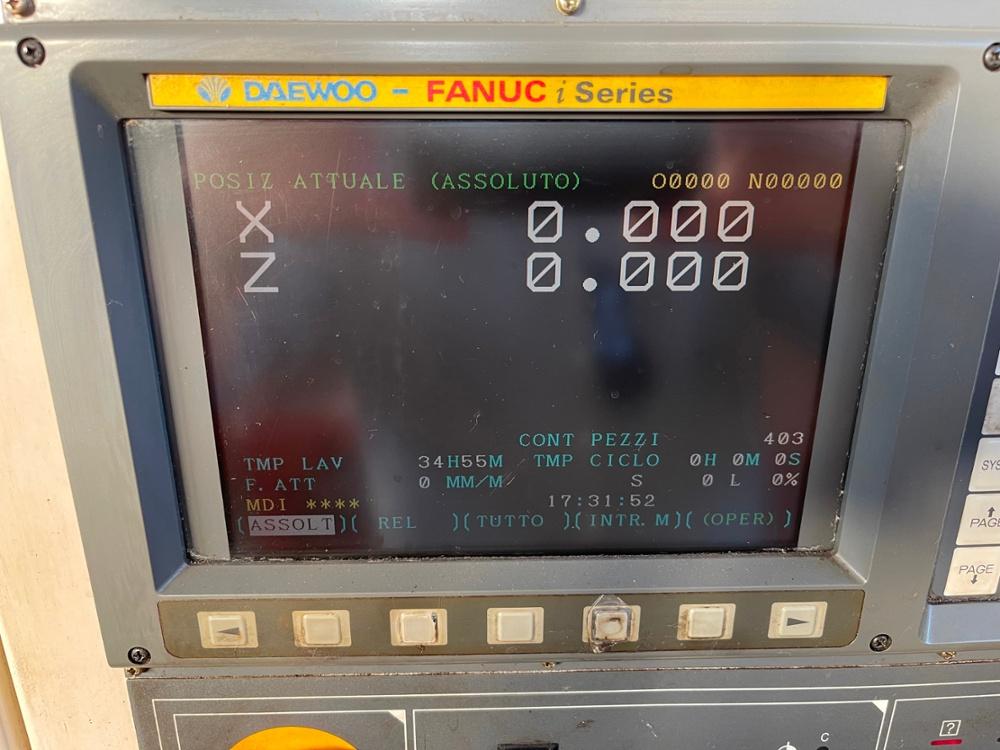 DAEWOO - FANUC i Series
POSIZ ATTUALE (ASSOLUTO) O0000 N00000
X 0.000
Z 0.000
CONT PEZZI 403
TMP LAV 34H55M TMP CICLO 0H 0M 0S
F. ATT 0 MM/M S 0 L 0%
MDI **** 17:31:52
(ASSOLT)( REL )(TUTTO )(INTR.M)( (OPER) )
PAGE
C
?